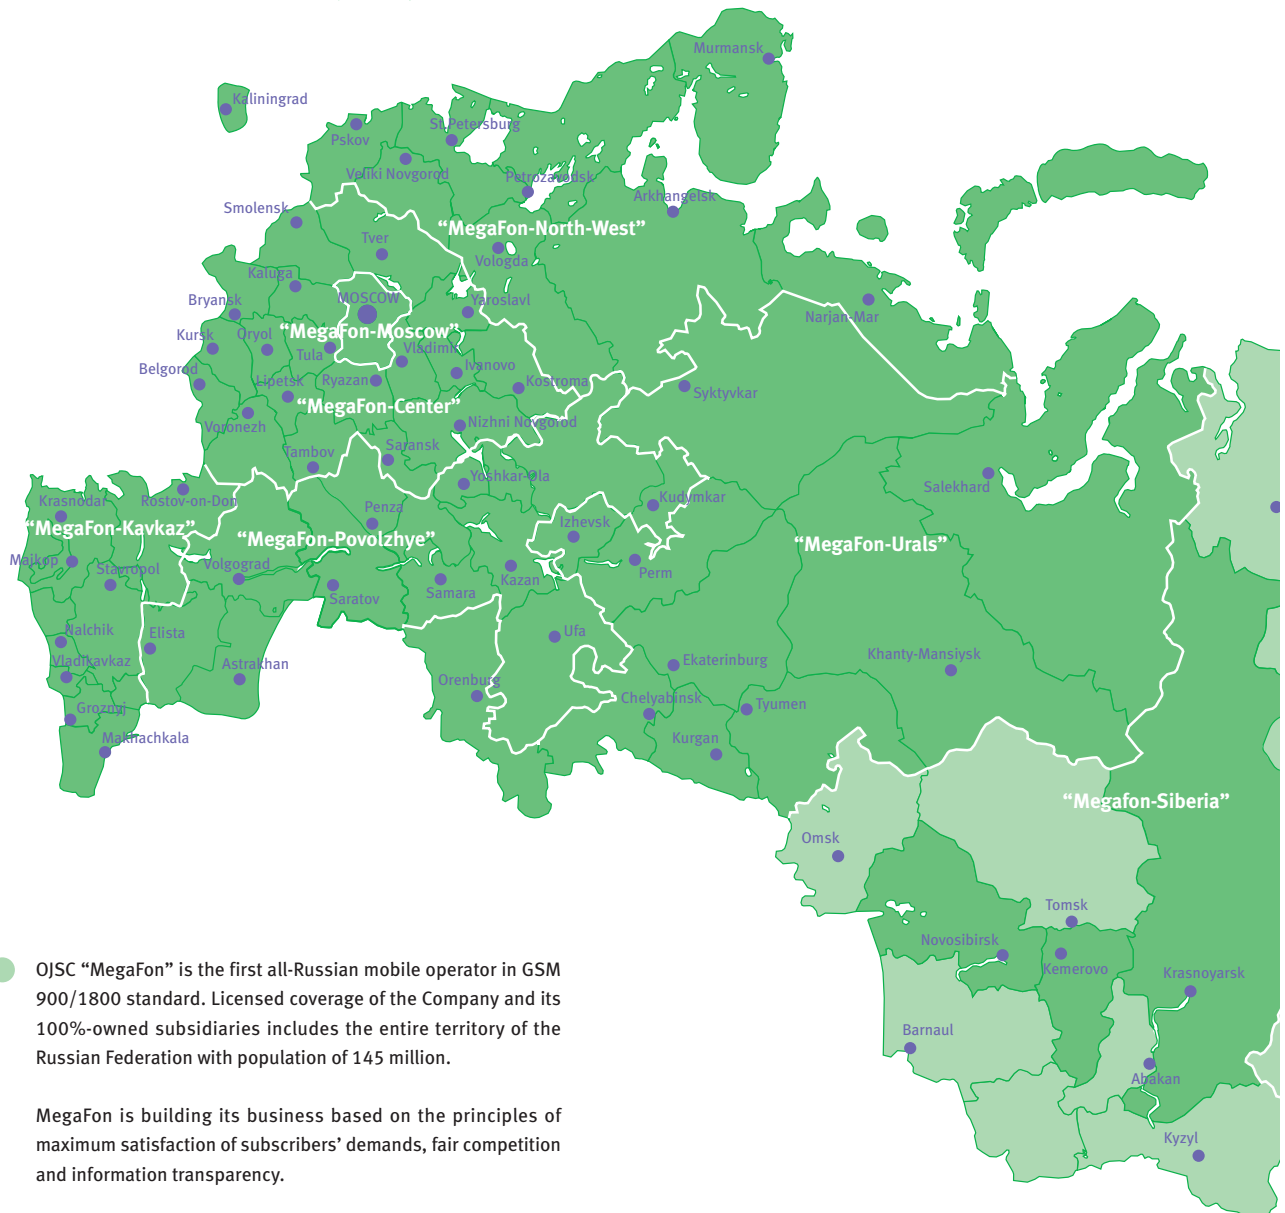 Murmansk
Kaliningrad
St.Petersburg
Pskov
Veliki Novgorod
Petrozavodsk
Arkhangelsk
Smolensk
“MegaFon-North-West”
Tver
Vologda
Kaluga
MOSCOW
Bryansk
Yaroslavl
Narjan-Mar
“MegaFon-Moscow”
Kursk
Oryol
Tula
Vladimir
Belgorod
Ivanovo
Lipetsk
Ryazan
Kostroma
Syktyvkar
“MegaFon-Center”
Voronezh
Nizhni Novgorod
Tambov
Saransk
Yoshkar-Ola
Salekhard
Krasnodar
Rostov-on-Don
Kudymkar
Penza
“MegaFon-Kavkaz”
Izhevsk
“MegaFon-Povolzhye”
“MegaFon-Urals”
Majkop
Stavropol
Volgograd
Kazan
Perm
Samara
Saratov
Nalchik
Elista
Ufa
Vladikavkaz
Astrakhan
Ekaterinburg
Khanty-Mansiysk
Orenburg
Chelyabinsk
Tyumen
Groznyj
Makhachkala
Kurgan
“Megafon-Siberia”
Omsk
Tomsk
Novosibirsk
Kemerovo
Krasnoyarsk
Barnaul
Abakan
Kyzyl
OJSC “MegaFon” is the first all-Russian mobile operator in GSM
900/1800 standard. Licensed coverage of the Company and its
100%-owned subsidiaries includes the entire territory of the
Russian Federation with population of 145 million.
MegaFon is building its business based on the principles of
maximum satisfaction of subscribers’ demands, fair competition
and information transparency.